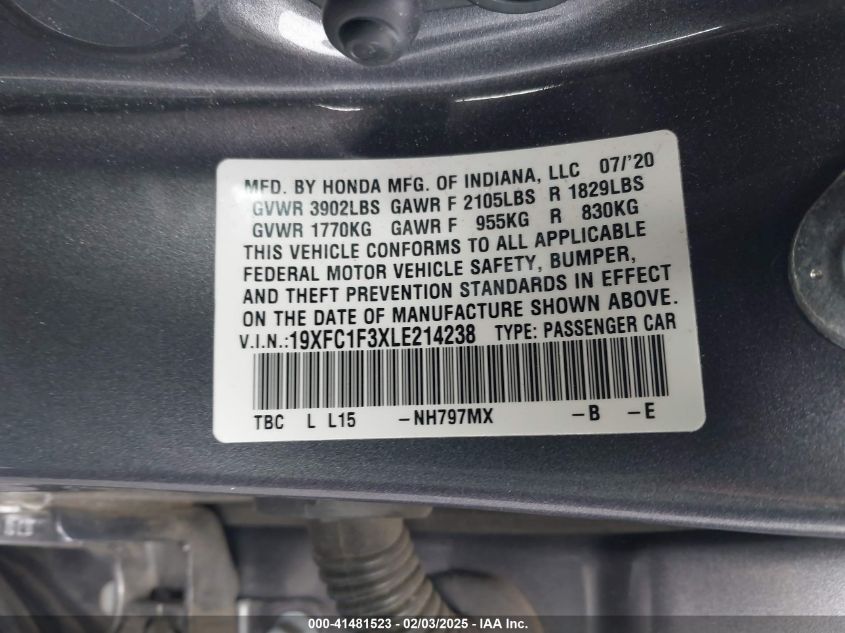 MFD. BY HONDA MFG. OF INDIANA, LLC 07/'20
GVWR 3902LBS GAWR F 2105LBS R 1829LBS
GVWR 1770KG GAWR F 955KG R 830KG
THIS VEHICLE CONFORMS TO ALL APPLICABLE
FEDERAL MOTOR VEHICLE SAFETY, BUMPER,
AND THEFT PREVENTION STANDARDS IN EFFECT
ON THE DATE OF MANUFACTURE SHOWN ABOVE.
V.I.N.:19XFC1F3XLE214238 TYPE: PASSENGER CAR
TBC L L15 -NH797MX -B -E
000-41481523 - 02/03/2025 - IAAI Inc.